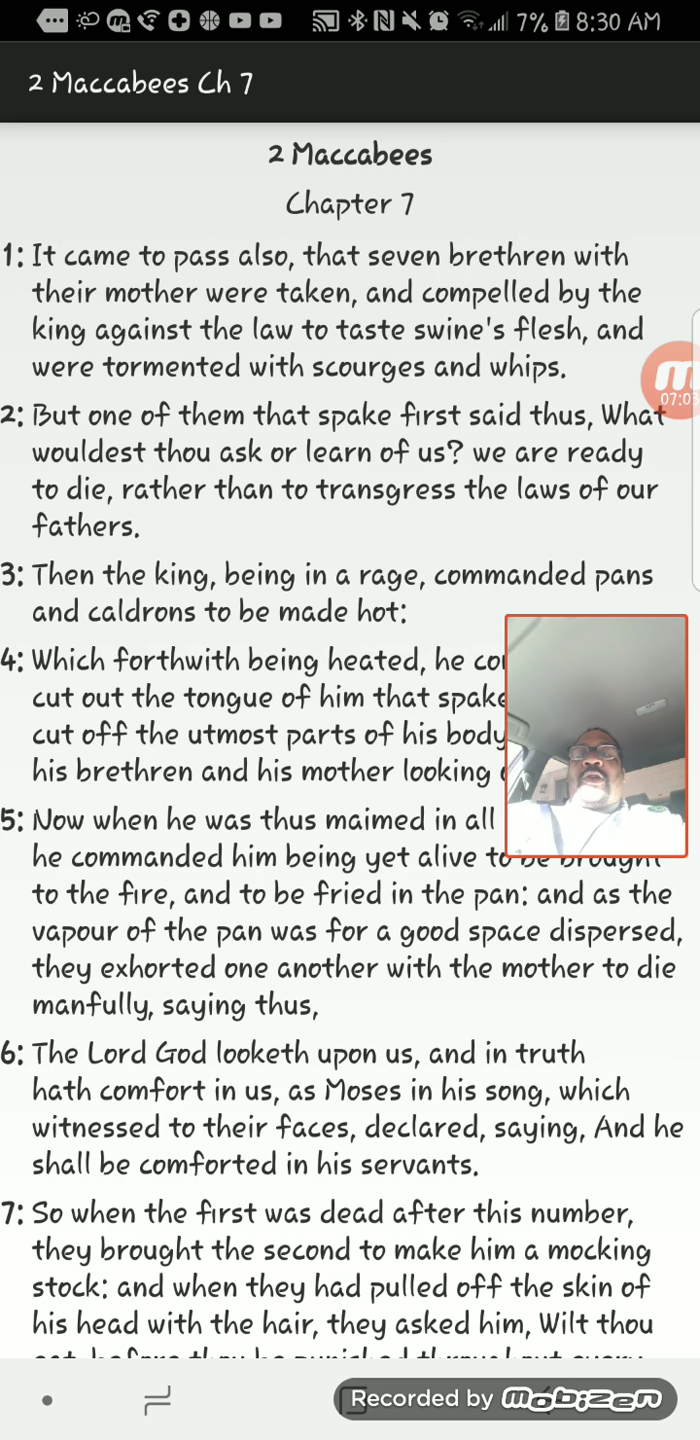 7% 8:30 AM
2 Maccabees Ch 7
2 Maccabees
Chapter 7
1: It came to pass also, that seven brethren with
their mother were taken, and compelled by the
king against the law to taste swine's flesh, and
were tormented with scourges and whips.
07:03
2: But one of them that spake first said thus, What
wouldest thou ask or learn of us? we are ready
to die, rather than to transgress the laws of our
fathers.
3: Then the king, being in a rage, commanded pans
and caldrons to be made hot:
4: Which forthwith being heated, he
cut out the tongue of him that spake
cut off the utmost parts of his body
his brethren and his mother looking
5: Now when he was thus maimed in all
he commanded him being yet alive to be brought
to the fire, and to be fried in the pan: and as the
vapour of the pan was for a good space dispersed,
they exhorted one another with the mother to die
manfully, saying thus,
6: The Lord God looketh upon us, and in truth
hath comfort in us, as Moses in his song, which
witnessed to their faces, declared, saying, And he
shall be comforted in his servants.
7: So when the first was dead after this number,
they brought the second to make him a mocking
stock: and when they had pulled off the skin of
his head with the hair, they asked him, Wilt thou
Recorded by mobizen